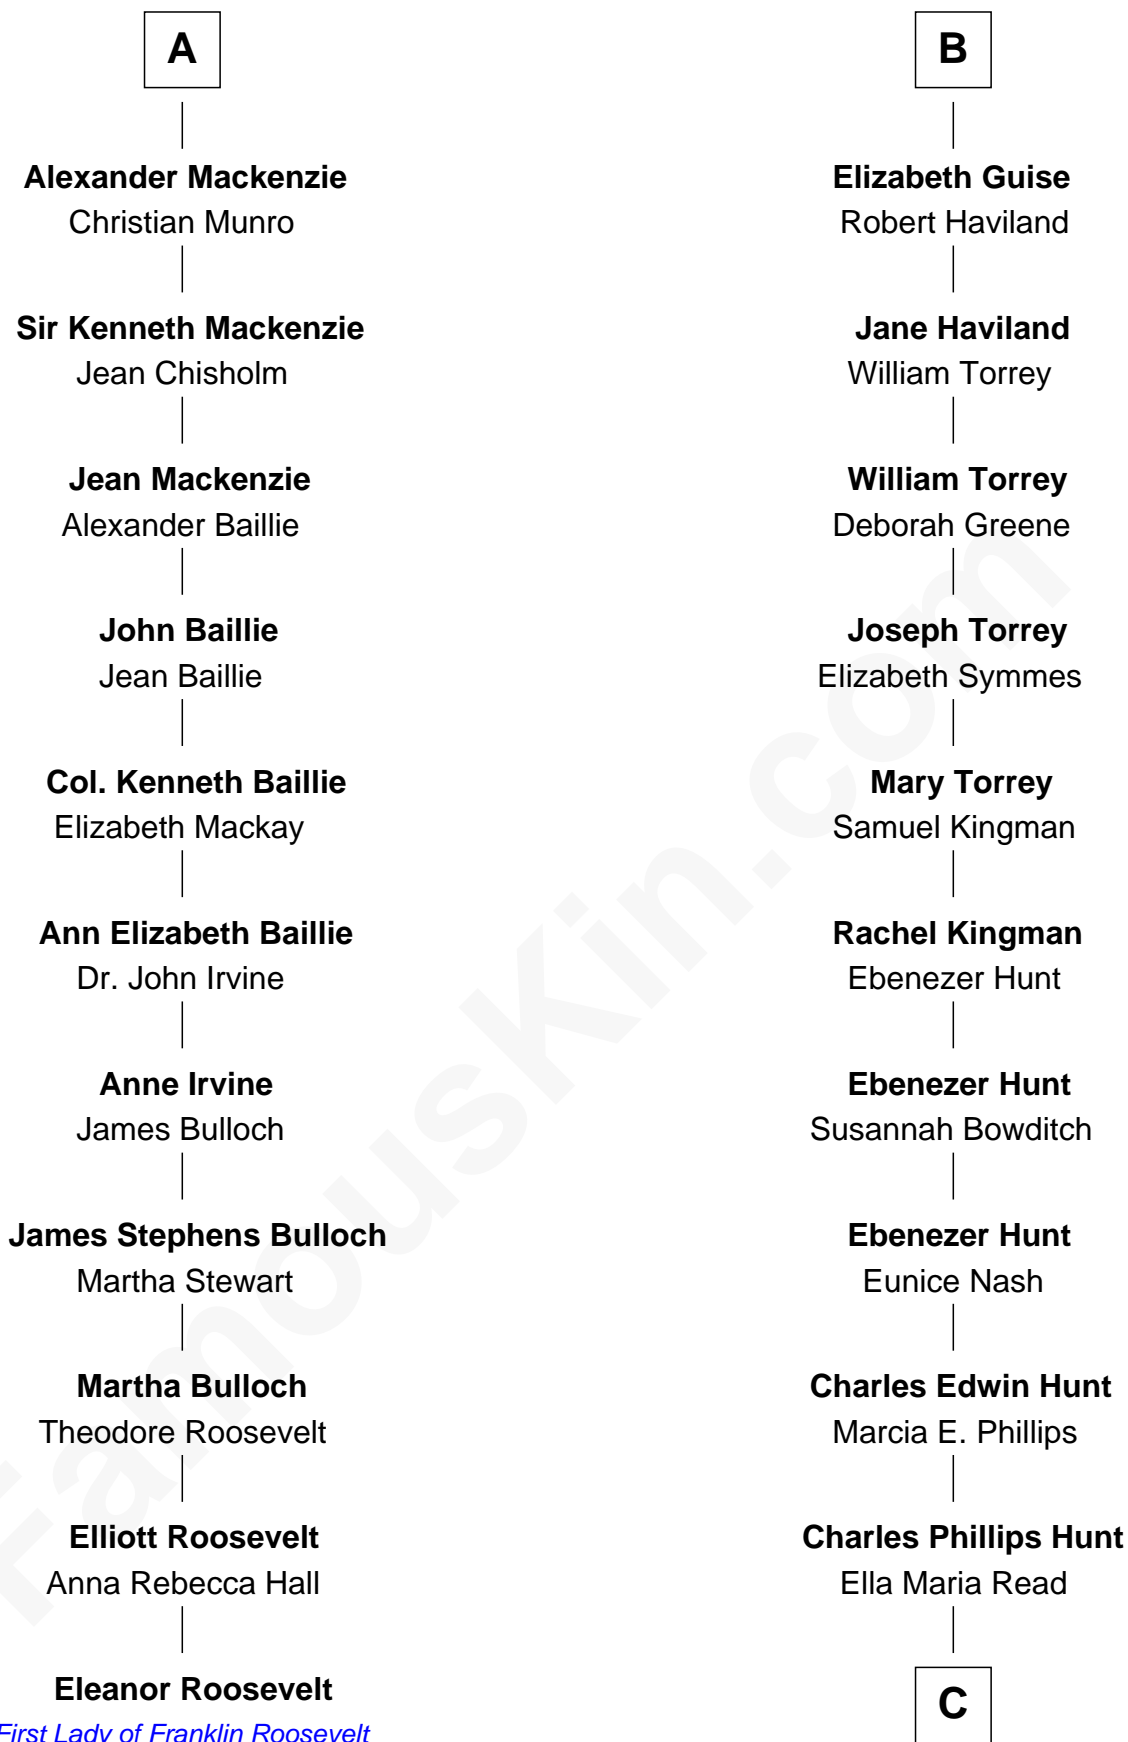 A
Alexander Mackenzie
Christian Munro
Sir Kenneth Mackenzie
Jean Chisholm
Jean Mackenzie
Alexander Baillie
John Baillie
Jean Baillie
Col. Kenneth Baillie
Elizabeth Mackay
Ann Elizabeth Baillie
Dr. John Irvine
Anne Irvine
James Bulloch
James Stephens Bulloch
Martha Stewart
Martha Bulloch
Theodore Roosevelt
Elliott Roosevelt
Anna Rebecca Hall
Eleanor Roosevelt
First Lady of Franklin Roosevelt
B
Elizabeth Guise
Robert Haviland
Jane Haviland
William Torrey
William Torrey
Deborah Greene
Joseph Torrey
Elizabeth Symmes
Mary Torrey
Samuel Kingman
Rachel Kingman
Ebenezer Hunt
Ebenezer Hunt
Susannah Bowditch
Ebenezer Hunt
Eunice Nash
Charles Edwin Hunt
Marcia E. Phillips
Charles Phillips Hunt
Ella Maria Read
C
FamousKin.com